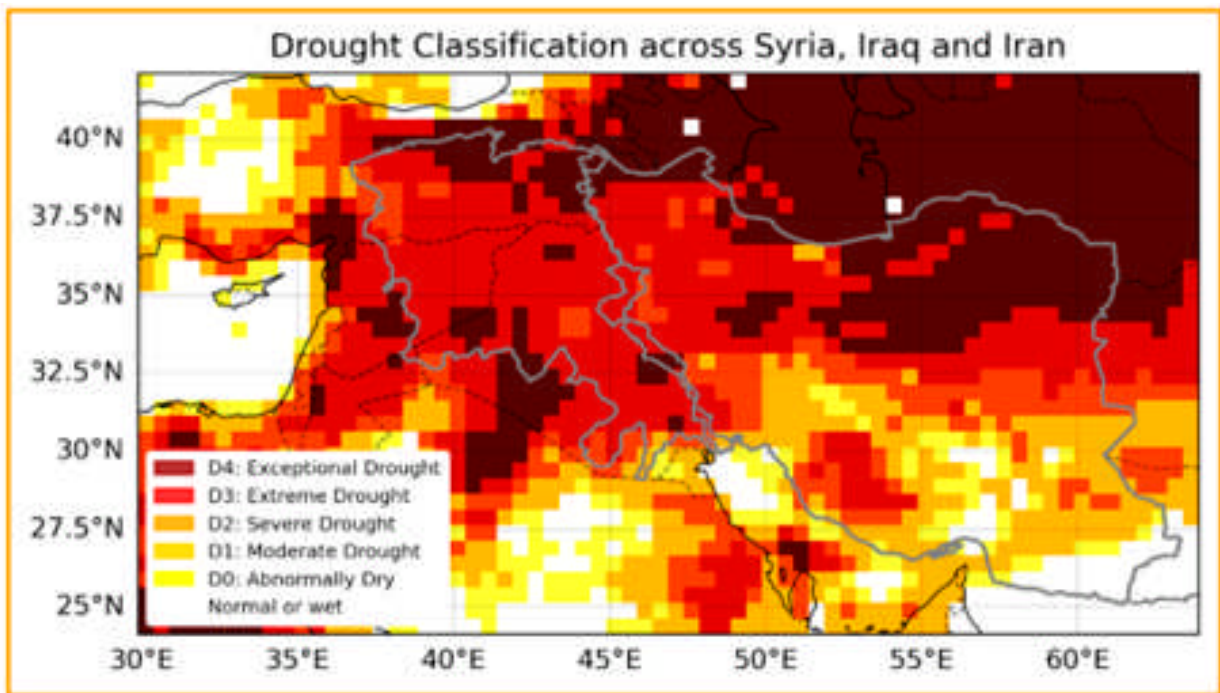 Drought Classification across Syria, Iraq and Iran
40°N
37.5°N
35°N
32.5°N
30°N
27.5°N
25°N
D4: Exceptional Drought
D3: Extreme Drought
D2: Severe Drought
D1: Moderate Drought
D0: Abnormally Dry
Normal or wet
30°E 35°E 40°E 45°E 50°E 55°E 60°E